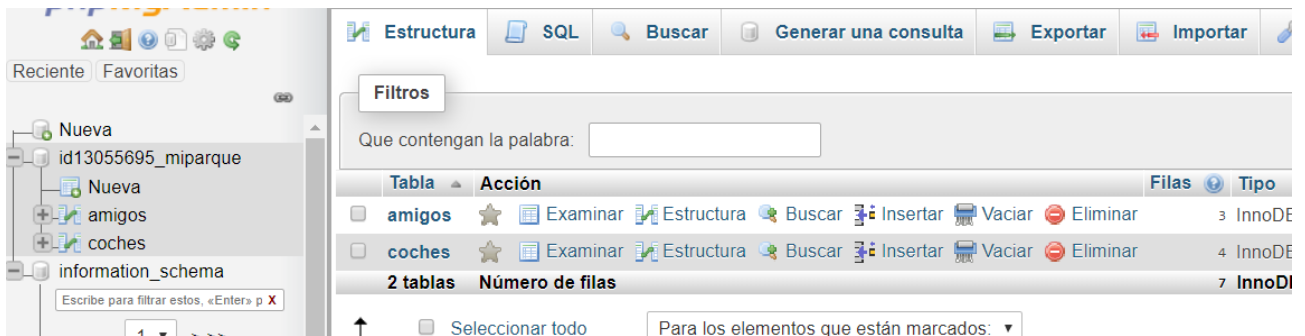 phpMyAdmin
Reciente Favoritas
Nueva
id13055695_miparque
Nueva
amigos
coches
information_schema
Escribe para filtrar estos, «Enter» p X
1 > >>
Estructura SQL Buscar Generar una consulta Exportar Importar
Filtros
Que contengan la palabra:
Tabla Acción Filas Tipo
amigos Examinar Estructura Buscar Insertar Vaciar Eliminar 3 InnoDB
coches Examinar Estructura Buscar Insertar Vaciar Eliminar 4 InnoDB
2 tablas Número de filas 7 InnoDB
Seleccionar todo Para los elementos que están marcados: